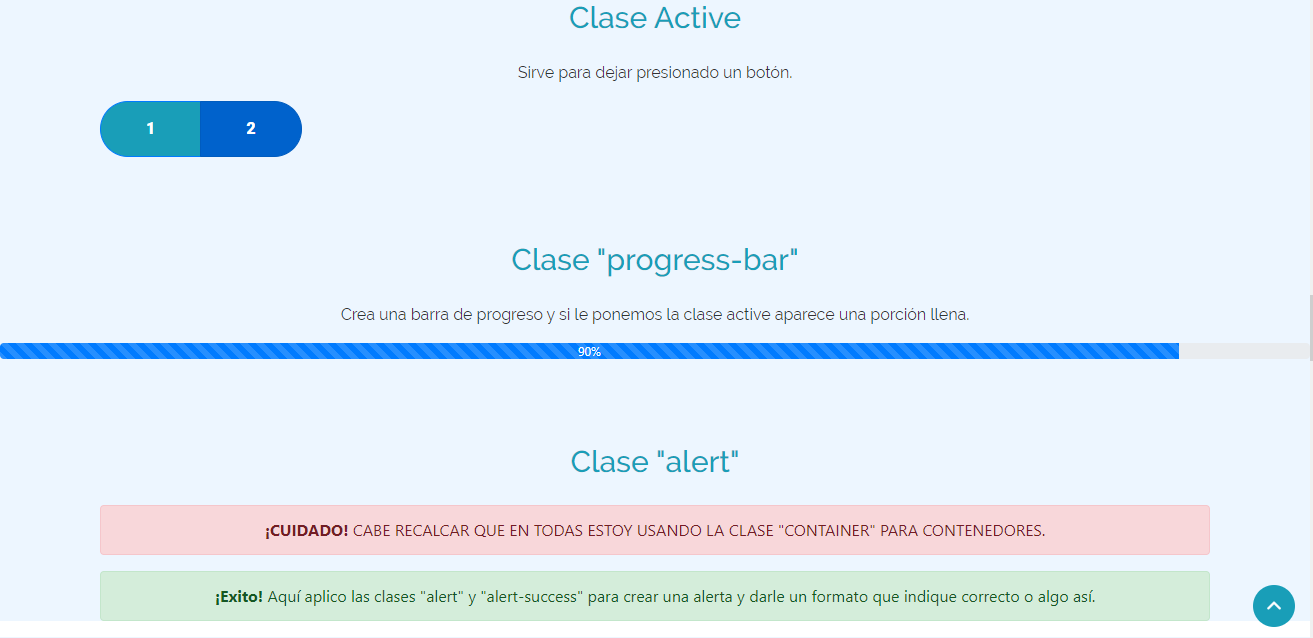 Clase Active
Sirve para dejar presionado un botón.
1 2
Clase "progress-bar"
Crea una barra de progreso y si le ponemos la clase active aparece una porción llena.
90%
Clase "alert"
¡CUIDADO! CABE RECALCAR QUE EN TODAS ESTOY USANDO LA CLASE "CONTAINER" PARA CONTENEDORES.
¡Exito! Aquí aplico las clases "alert" y "alert-success" para crear una alerta y darle un formato que indique correcto o algo así.